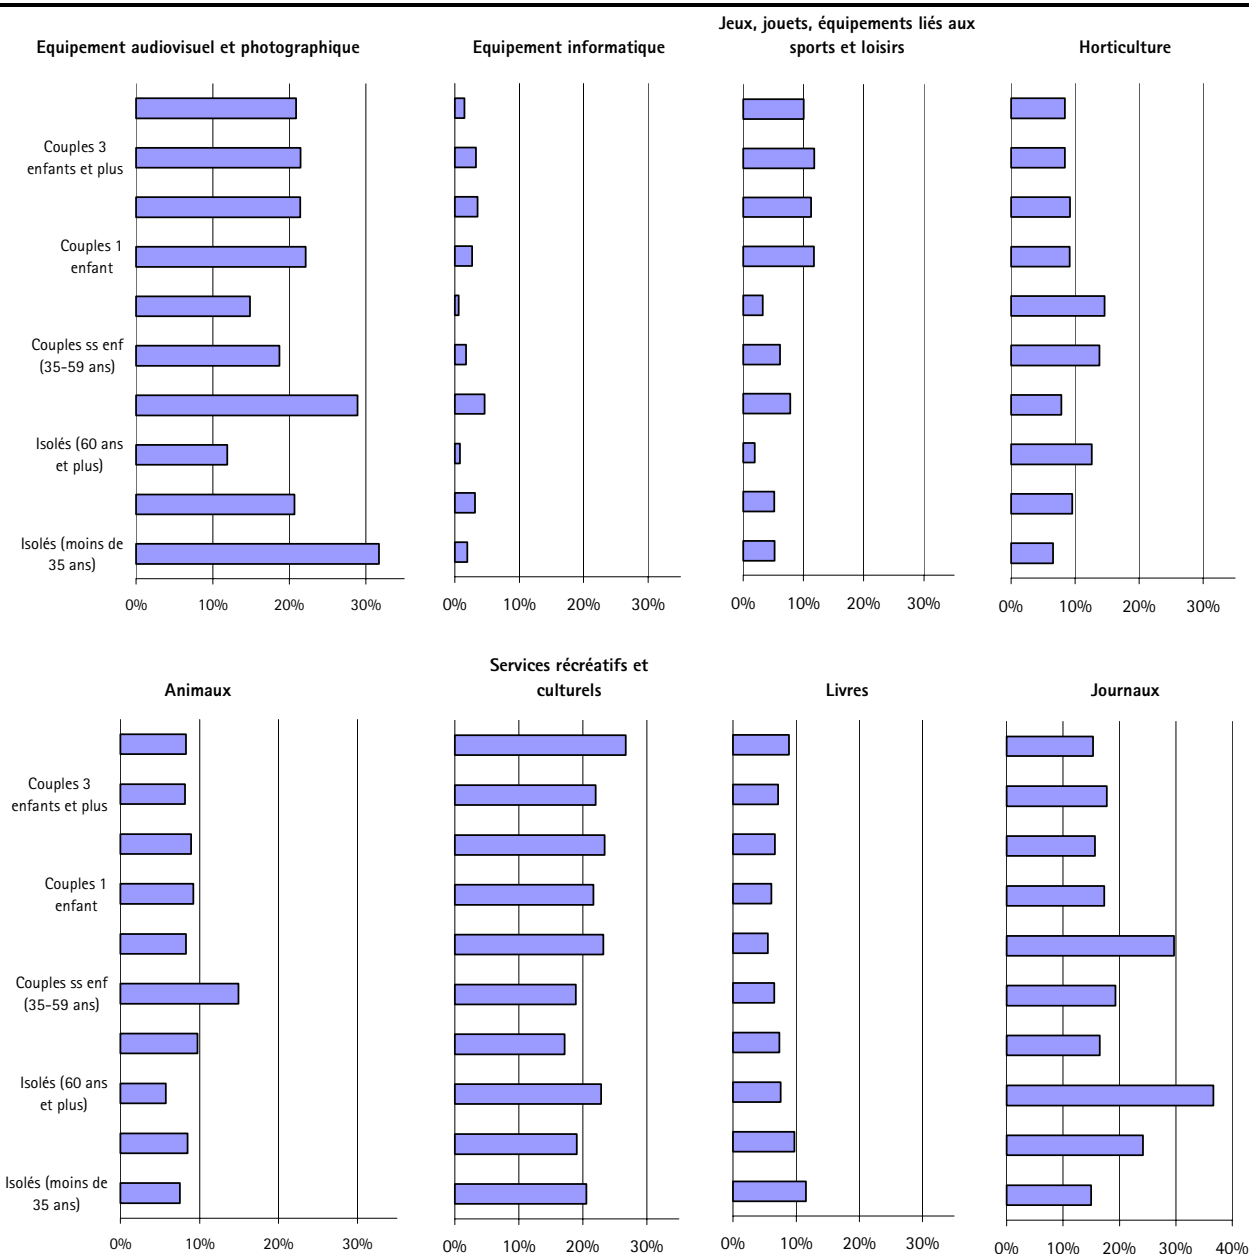 Equipement audiovisuel et photographique
Equipement informatique
Jeux, jouets, équipements liés aux
sports et loisirs
Horticulture
Couples 3
enfants et plus
Couples 1
enfant
Couples ss enf
(35-59 ans)
Isolés (60 ans
et plus)
Isolés (moins de
35 ans)
0% 10% 20% 30%
0% 10% 20% 30%
0% 10% 20% 30%
0% 10% 20% 30%
Animaux
Services récréatifs et
culturels
Livres
Journaux
Couples 3
enfants et plus
Couples 1
enfant
Couples ss enf
(35-59 ans)
Isolés (60 ans
et plus)
Isolés (moins de
35 ans)
0% 10% 20% 30%
0% 10% 20% 30%
0% 10% 20% 30%
0% 10% 20% 30% 40%